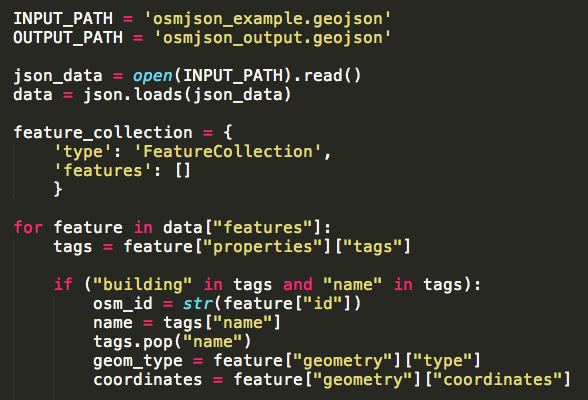 INPUT_PATH = 'osmjson_example.geojson'
OUTPUT_PATH = 'osmjson_output.geojson'

json_data = open(INPUT_PATH).read()
data = json.loads(json_data)

feature_collection = {
    'type': 'FeatureCollection',
    'features': []
    }

for feature in data["features"]:
    tags = feature["properties"]["tags"]

    if ("building" in tags and "name" in tags):
        osm_id = str(feature["id"])
        name = tags["name"]
        tags.pop("name")
        geom_type = feature["geometry"]["type"]
        coordinates = feature["geometry"]["coordinates"]